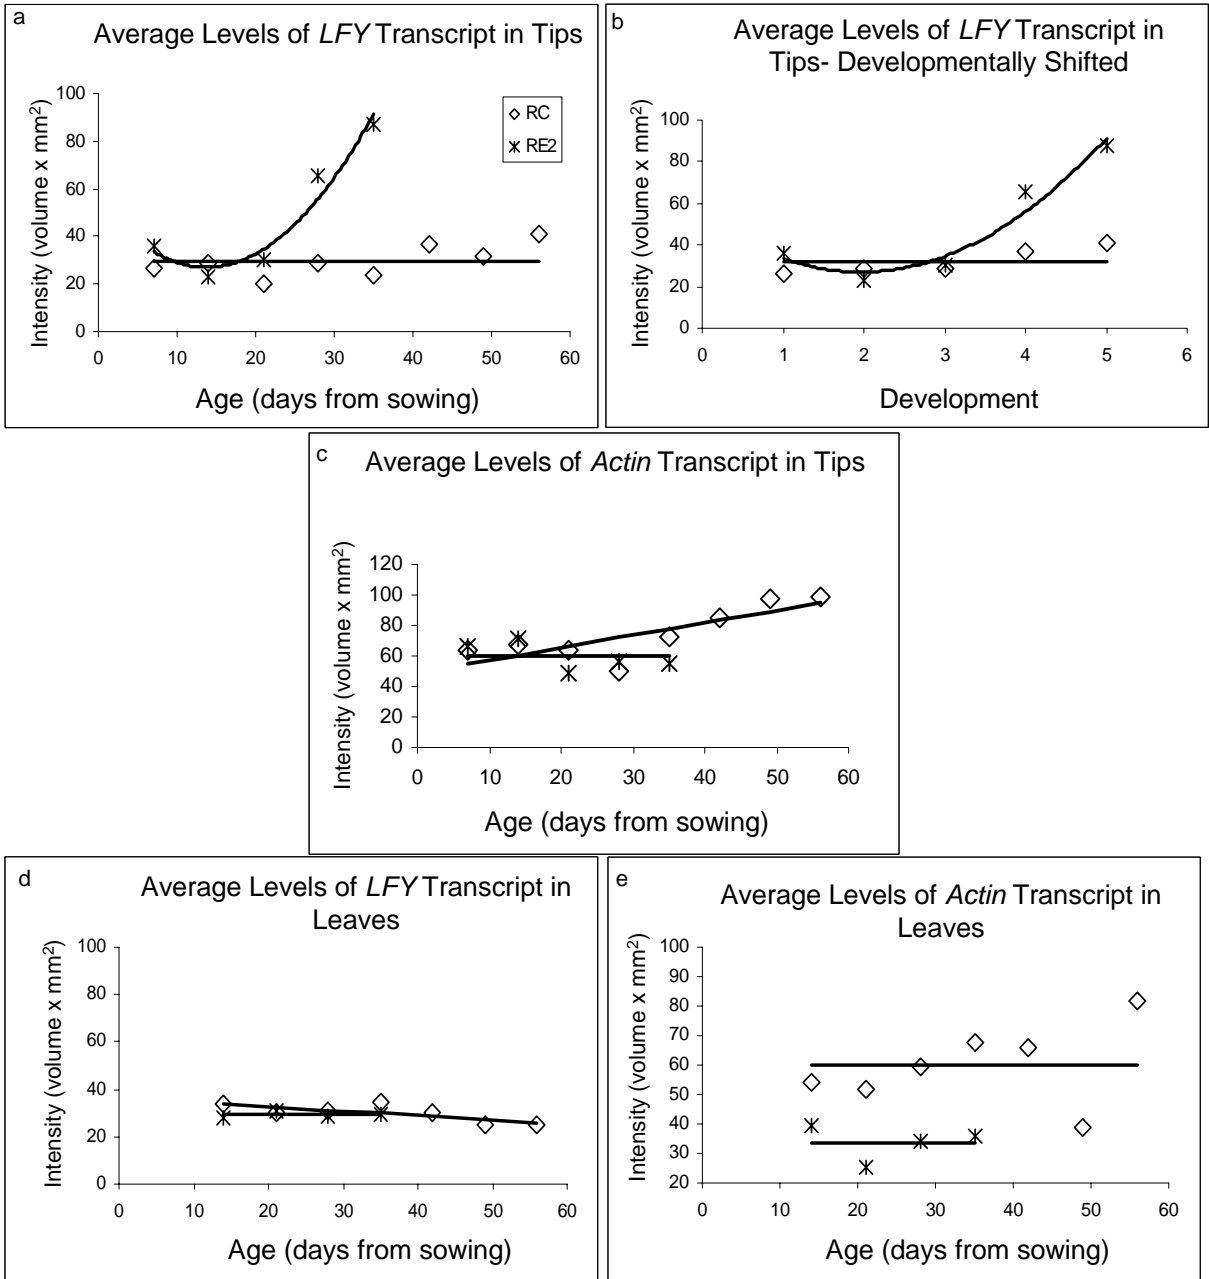 a
Average Levels of LFY Transcript in Tips
Intensity (volume x mm²)
100
80
60
40
20
0
0 10 20 30 40 50 60
Age (days from sowing)
RC
RE2
b
Average Levels of LFY Transcript in
Tips- Developmentally Shifted
Intensity (volume x mm²)
100
80
60
40
20
0
0 1 2 3 4 5 6
Development
c
Average Levels of Actin Transcript in Tips
Intensity (volume x mm²)
120
100
80
60
40
20
0
0 10 20 30 40 50 60
Age (days from sowing)
d
Average Levels of LFY Transcript in
Leaves
Intensity (volume x mm²)
100
80
60
40
20
0
0 10 20 30 40 50 60
Age (days from sowing)
e
Average Levels of Actin Transcript in
Leaves
Intensity (volume x mm²)
100
90
80
70
60
50
40
30
20
0 10 20 30 40 50 60
Age (days from sowing)